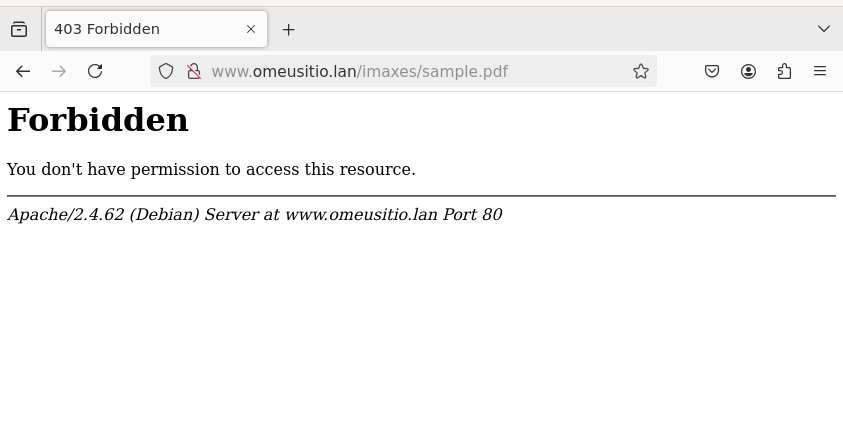 403 Forbidden
www.omeusitio.lan/imaxes/sample.pdf
Forbidden
You don't have permission to access this resource.
Apache/2.4.62 (Debian) Server at www.omeusitio.lan Port 80